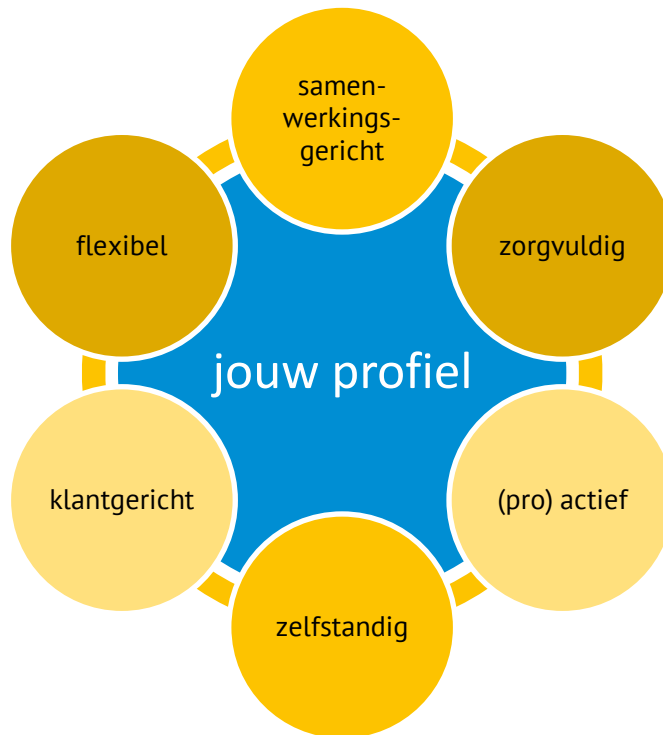 samen-
werkings-
gericht
flexibel
zorgvuldig
jouw profiel
klantgericht
(pro) actief
zelfstandig